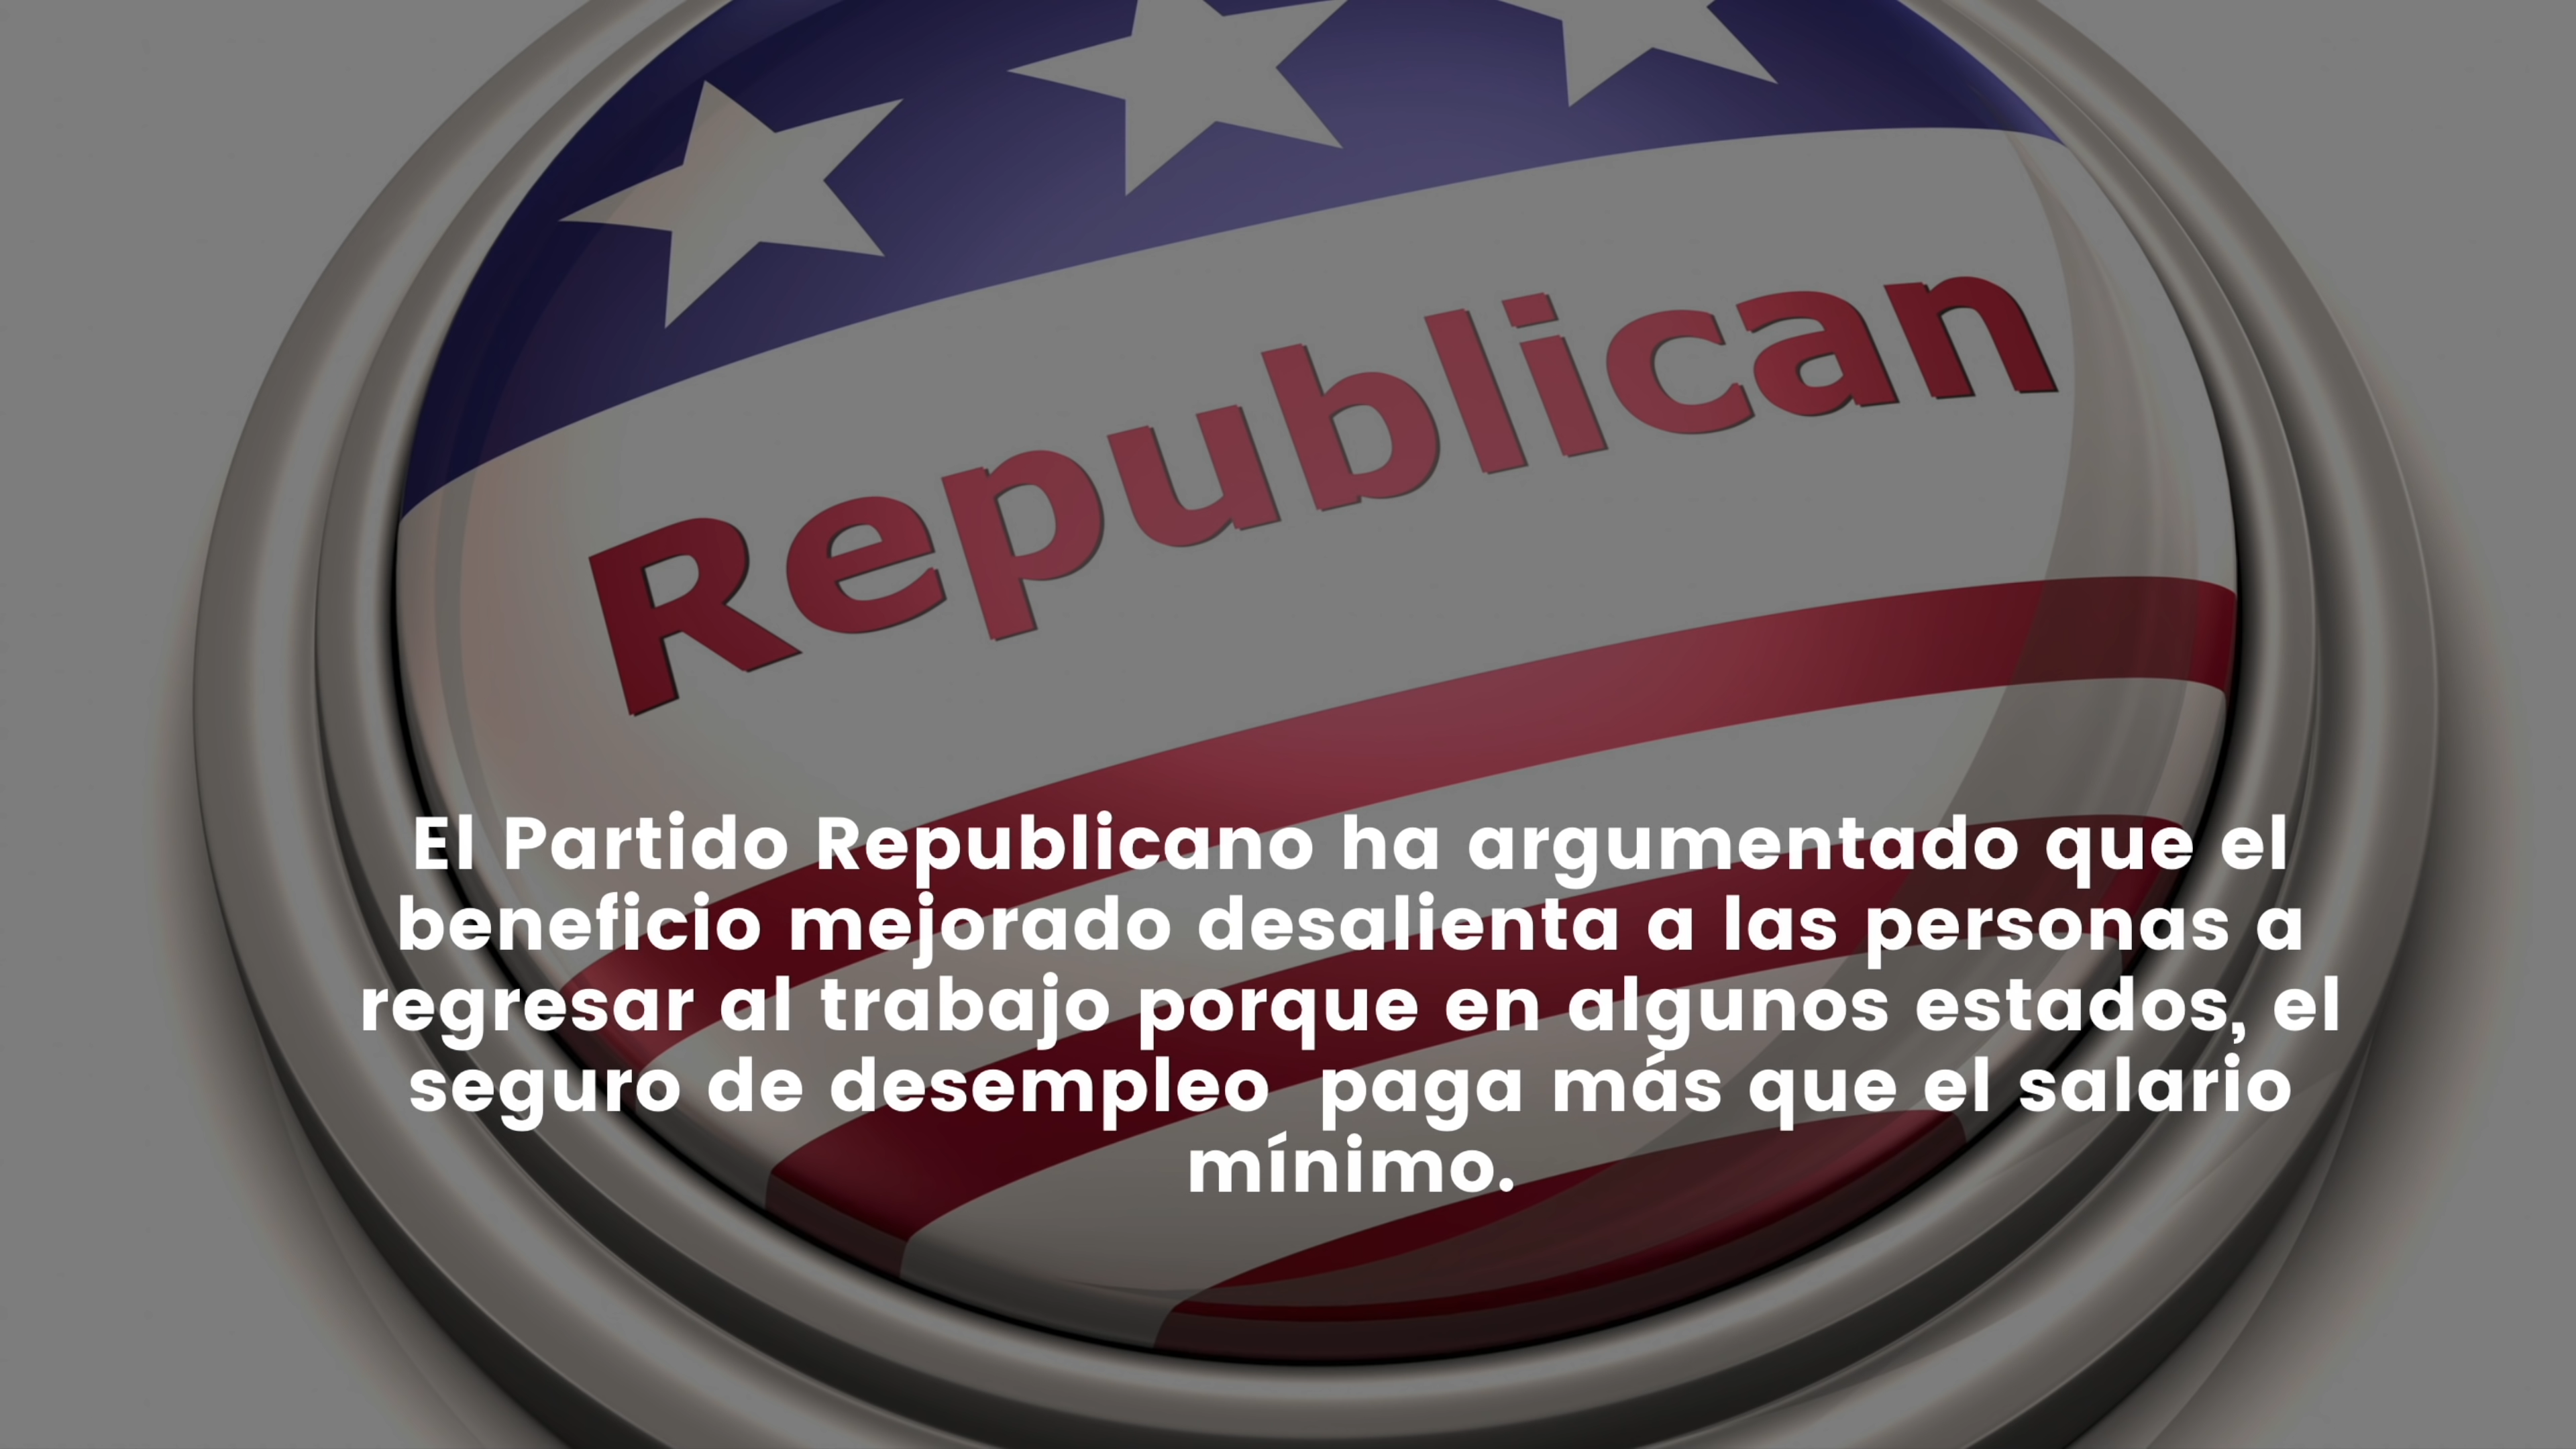 Republican
El Partido Republicano ha argumentado que el
beneficio mejorado desalienta a las personas a
regresar al trabajo porque en algunos estados, el
seguro de desempleo  paga más que el salario
mínimo.